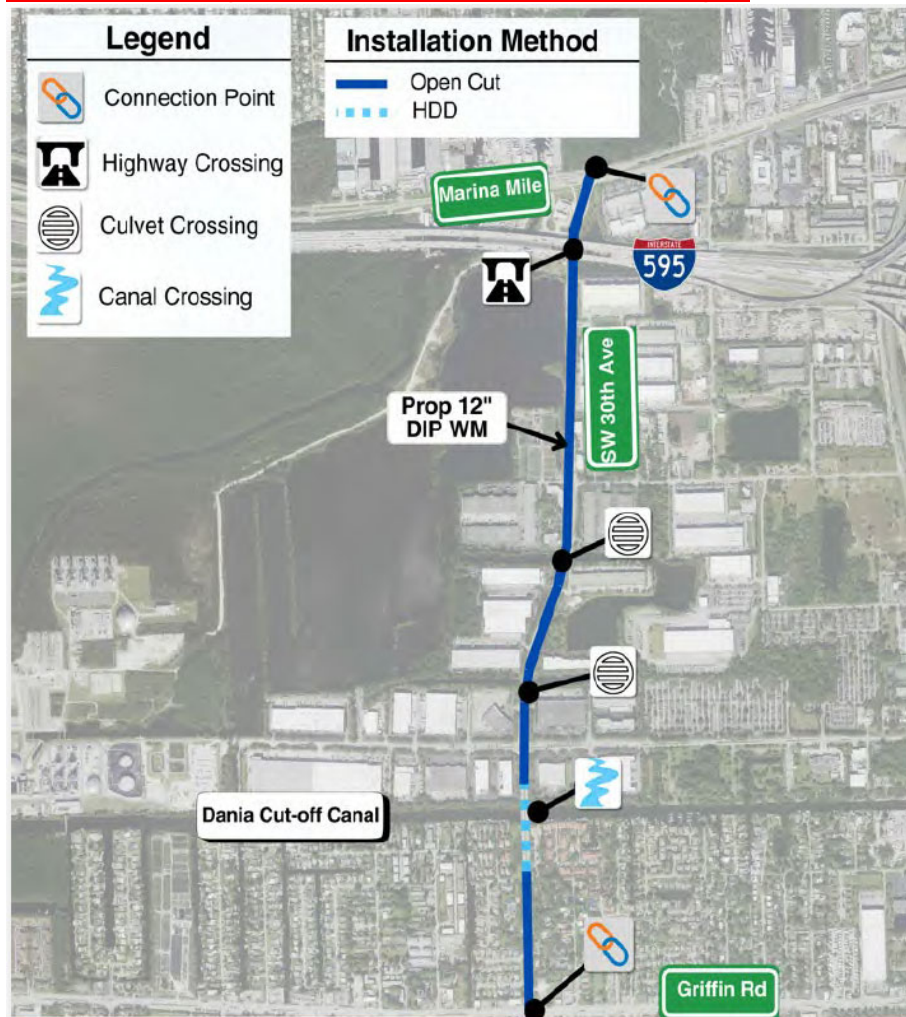 Legend
Connection Point
Highway Crossing
Culvet Crossing
Canal Crossing
Installation Method
Open Cut
HDD
Marina Mile
INTERSTATE
595
SW 30th Ave
Prop 12"
DIP WM
Dania Cut-off Canal
Griffin Rd